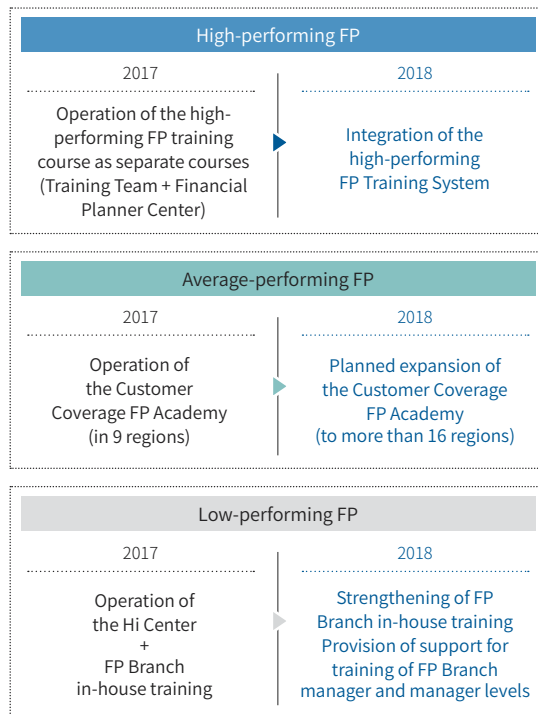 High-performing FP
2017
Operation of the high-
performing FP training
course as separate courses
(Training Team + Financial
Planner Center)
2018
Integration of the
high-performing
FP Training System
Average-performing FP
2017
Operation of
the Customer
Coverage FP Academy
(in 9 regions)
2018
Planned expansion of
the Customer Coverage
FP Academy
(to more than 16 regions)
Low-performing FP
2017
Operation of
the Hi Center
+
FP Branch
in-house training
2018
Strengthening of FP
Branch in-house training
Provision of support for
training of FP Branch
manager and manager levels